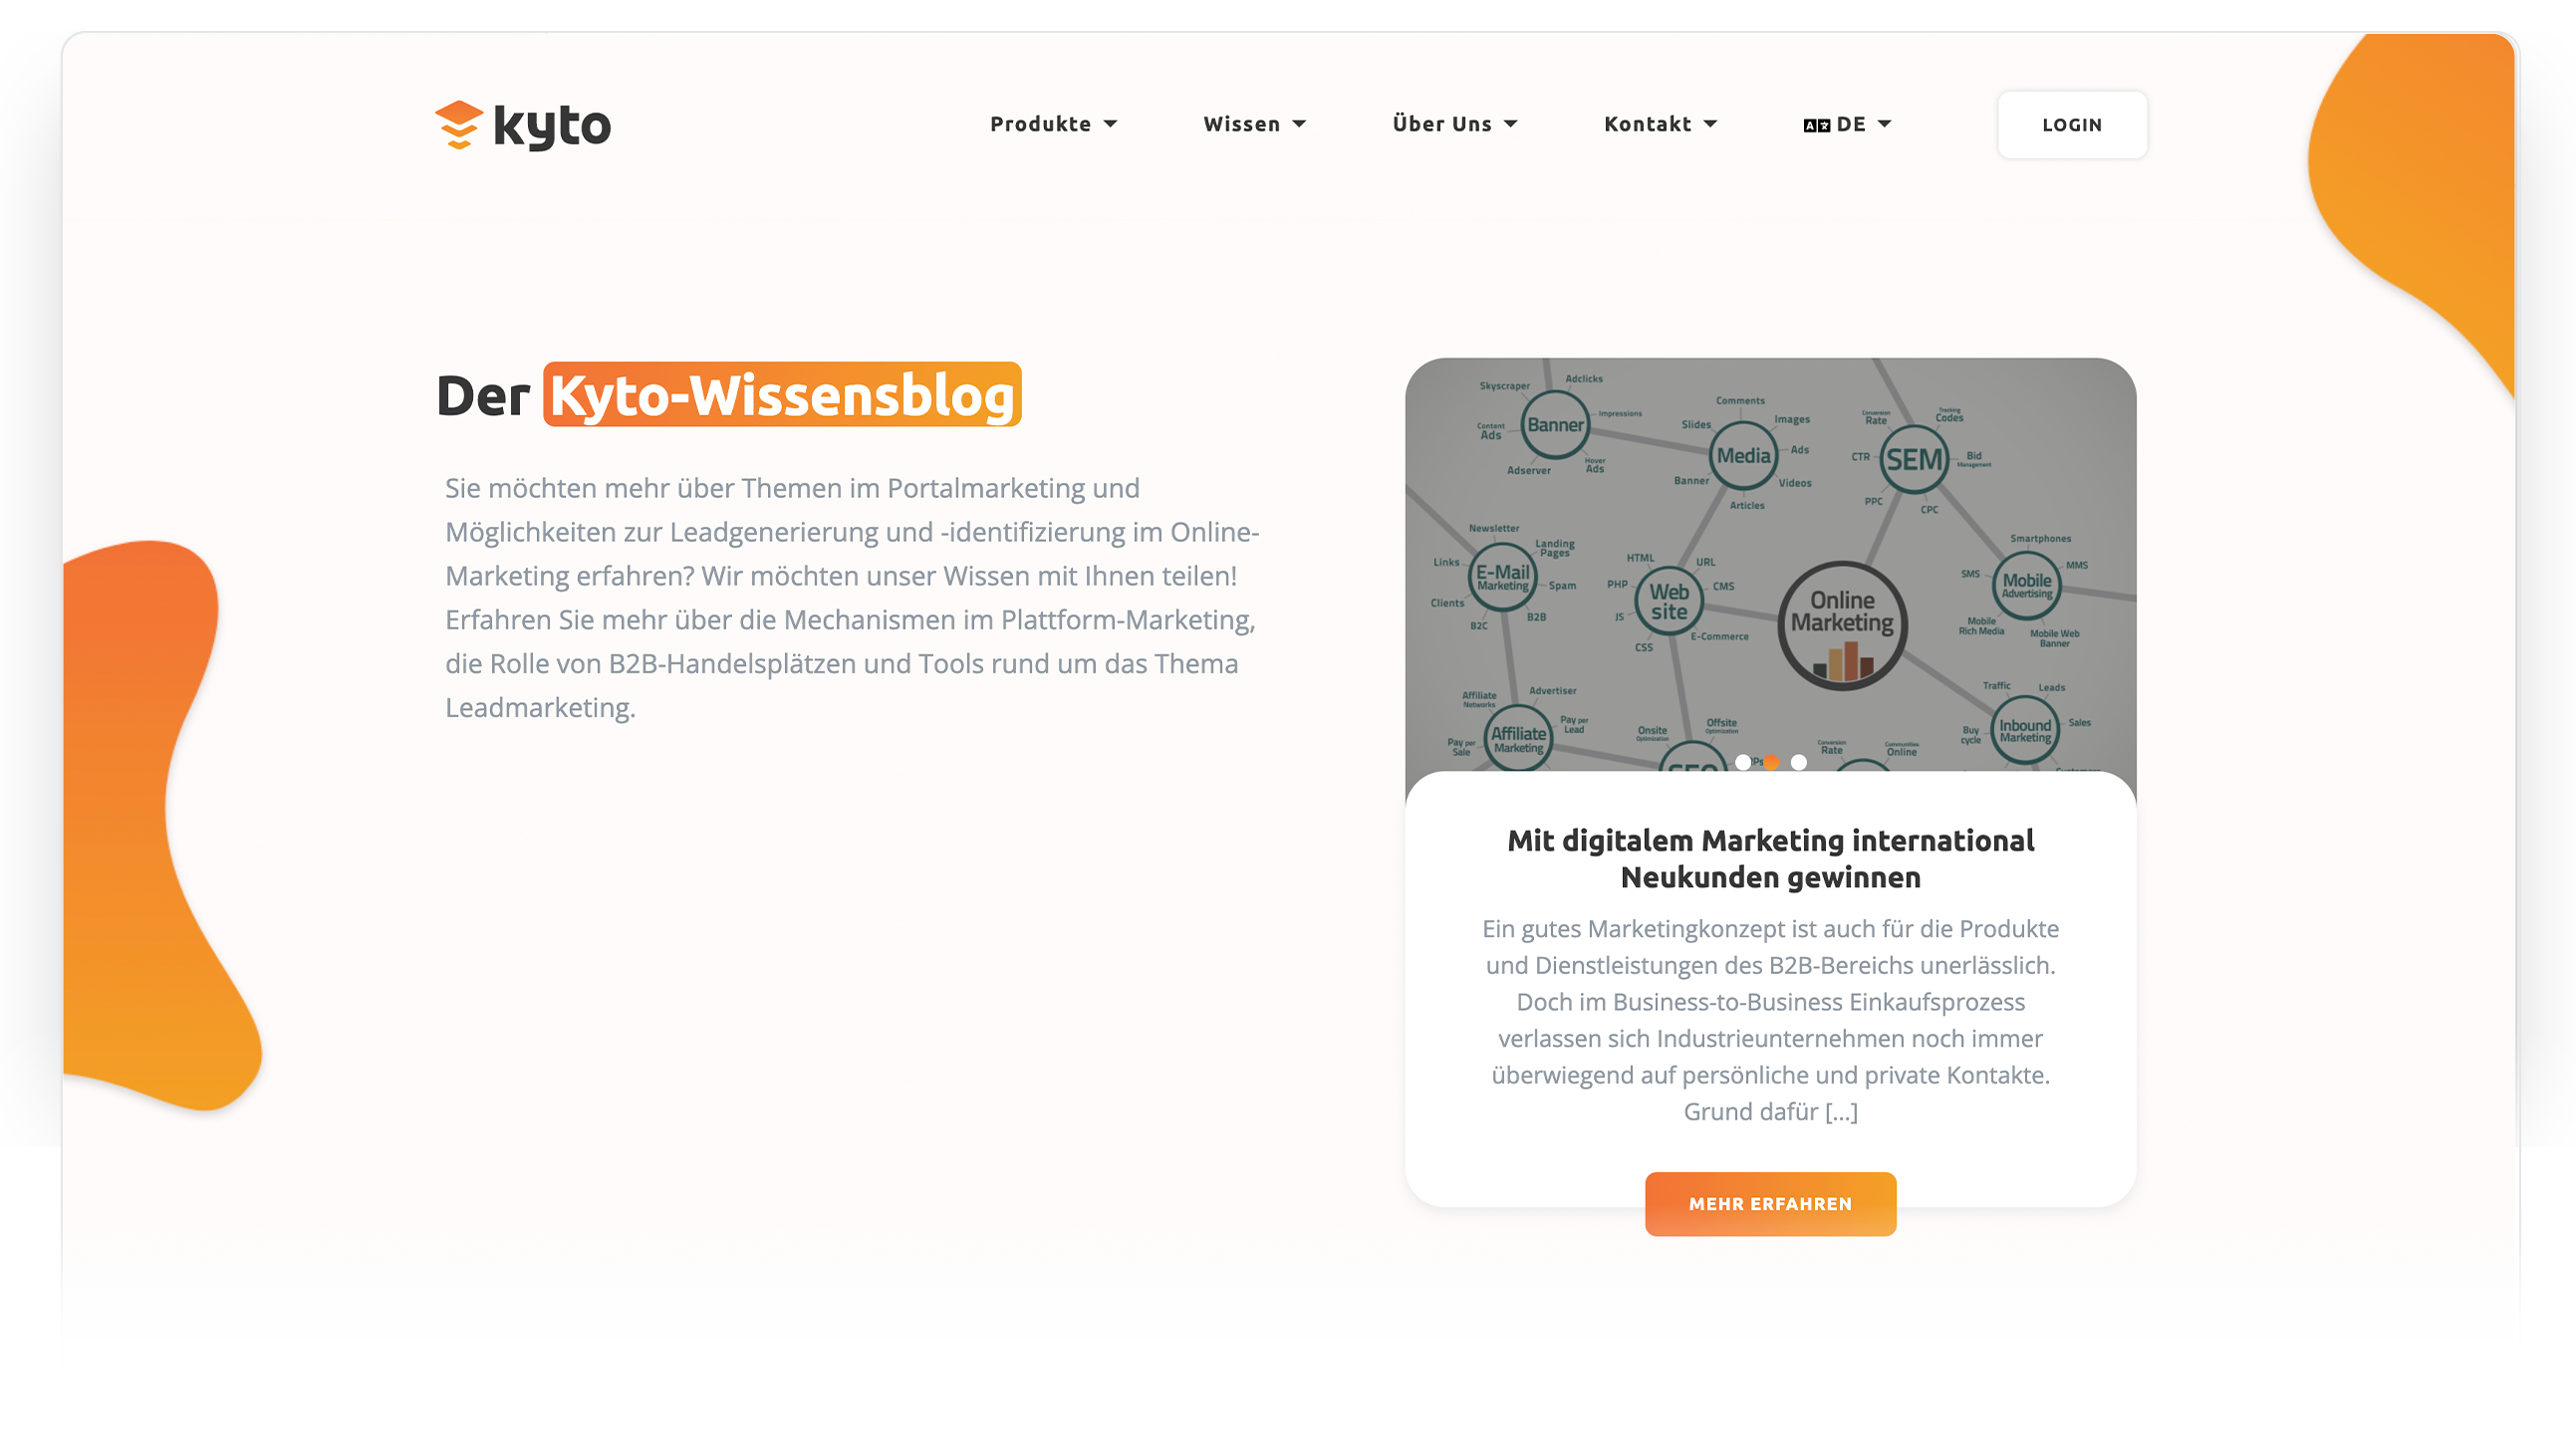 kyto
Produkte
Wissen
Über Uns
Kontakt
DE
LOGIN
Der Kyto-Wissensblog
Sie möchten mehr über Themen im Portalmarketing und
Möglichkeiten zur Leadgenerierung und -identifizierung im Online-
Marketing erfahren? Wir möchten unser Wissen mit Ihnen teilen!
Erfahren Sie mehr über die Mechanismen im Plattform-Marketing,
die Rolle von B2B-Handelsplätzen und Tools rund um das Thema
Leadmarketing.
Skyscraper
Adclicks
Banner
Impressions
Content
Ads
Adserver
Hover
Ads
Comments
Slides
Images
Media
Ads
Banner
Videos
Articles
Conversion
Rate
Tracking
Codes
CTR
SEM
Bid
Management
PPC
CPC
Newsletter
Landing
Pages
Links
E-Mail
Marketing
Spam
Clients
B2B
B2C
HTML
URL
PHP
Web
site
CMS
JS
E-Commerce
CSS
Online
Marketing
Smartphones
SMS
MMS
Mobile
Advertising
Mobile
Rich Media
Mobile Web
Banner
Affiliate
Networks
Advertiser
Affiliate
Marketing
Pay per
Lead
Pay per
Sale
Onsite
Optimization
Offsite
Optimization
SEO
Conversion
Rate
Communities
Online
Traffic
Leads
Inbound
Marketing
Sales
Buy
cycle
Mit digitalem Marketing international
Neukunden gewinnen
Ein gutes Marketingkonzept ist auch für die Produkte
und Dienstleistungen des B2B-Bereichs unerlässlich.
Doch im Business-to-Business Einkaufsprozess
verlassen sich Industrieunternehmen noch immer
überwiegend auf persönliche und private Kontakte.
Grund dafür [...]
MEHR ERFAHREN